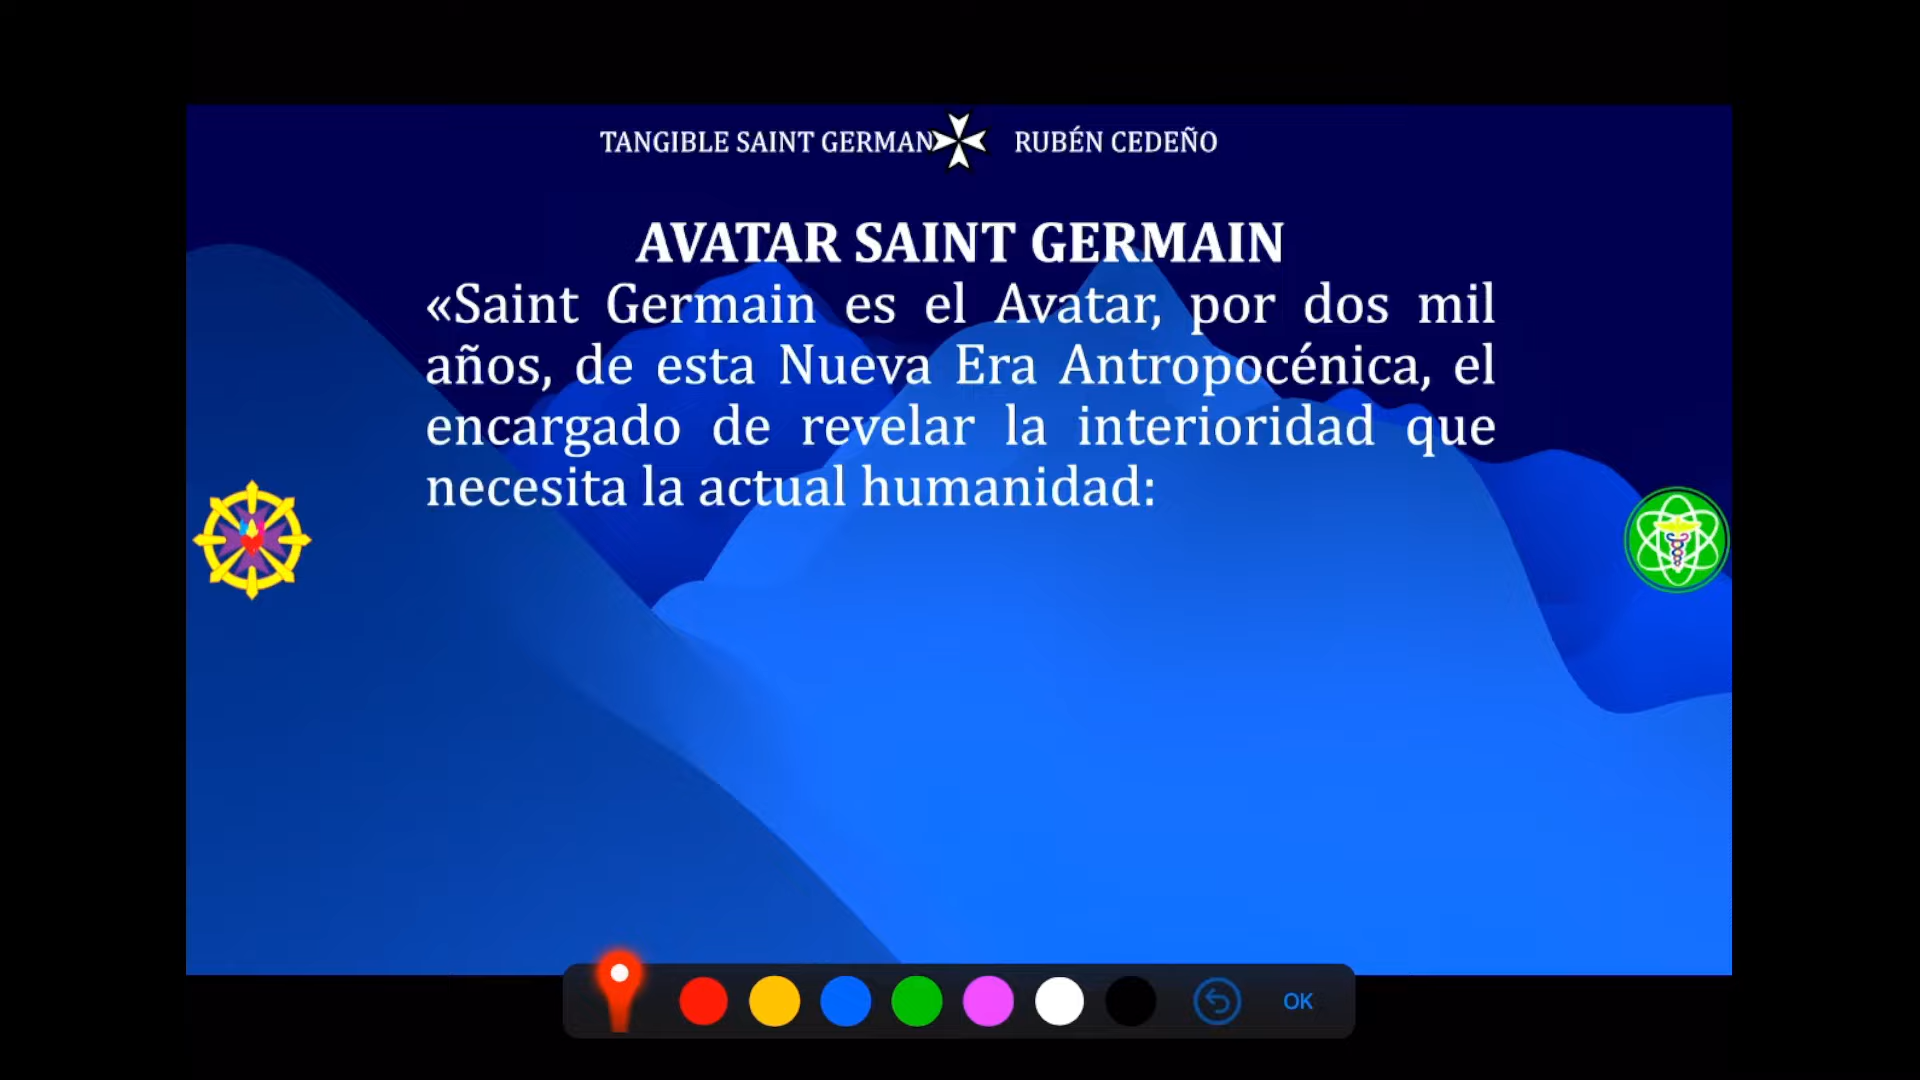 TANGIBLE SAINT GERMAN RUBÉN CEDEÑO
AVATAR SAINT GERMAIN
«Saint Germain es el Avatar, por dos mil
años, de esta Nueva Era Antropocénica, el
encargado de revelar la interioridad que
necesita la actual humanidad:
OK